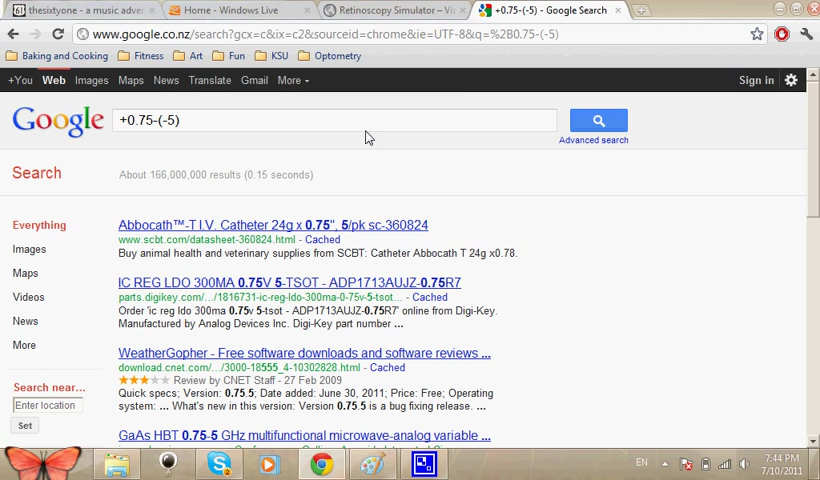 thesixtyone - a music adver
Home - Windows Live
Retinoscopy Simulator – Vis
+0.75-(-5) - Google Search
www.google.co.nz/search?gcx=c&ix=c2&sourceid=chrome&ie=UTF-8&q=%2B0.75-(-5)
Baking and Cooking Fitness Art Fun KSU Optometry
+You Web Images Maps News Translate Gmail More Sign in
Google +0.75-(-5)
Advanced search
Search About 166,000,000 results (0.15 seconds)
Everything
Images
Maps
Videos
News
More
Search near...
Enter location
Set
Abbocath™-T I.V. Catheter 24g x 0.75", 5/pk sc-360824
www.scbt.com/datasheet-360824.html - Cached
Buy animal health and veterinary supplies from SCBT: Catheter Abbocath T 24g x0.78.
IC REG LDO 300MA 0.75V 5-TSOT - ADP1713AUJZ-0.75R7
parts.digikey.com/.../1816731-ic-reg-ldo-300ma-0-75v-5-tsot... - Cached
Order 'ic reg ldo 300ma 0.75v 5-tsot - ADP1713AUJZ-0.75R7' online from Digi-Key.
Manufactured by Analog Devices Inc. Digi-Key part number ...
WeatherGopher - Free software downloads and software reviews ...
download.cnet.com/.../3000-18555_4-10302828.html - Cached
Review by CNET Staff - 27 Feb 2009
Quick specs; Version: 0.75.5; Date added: June 30, 2011; Price: Free; Operating
system: ... What's new in this version: Version 0.75.5 is a bug fixing release. ...
GaAs HBT 0.75-5 GHz multifunctional microwave-analog variable ...
EN
7:44 PM
7/10/2011